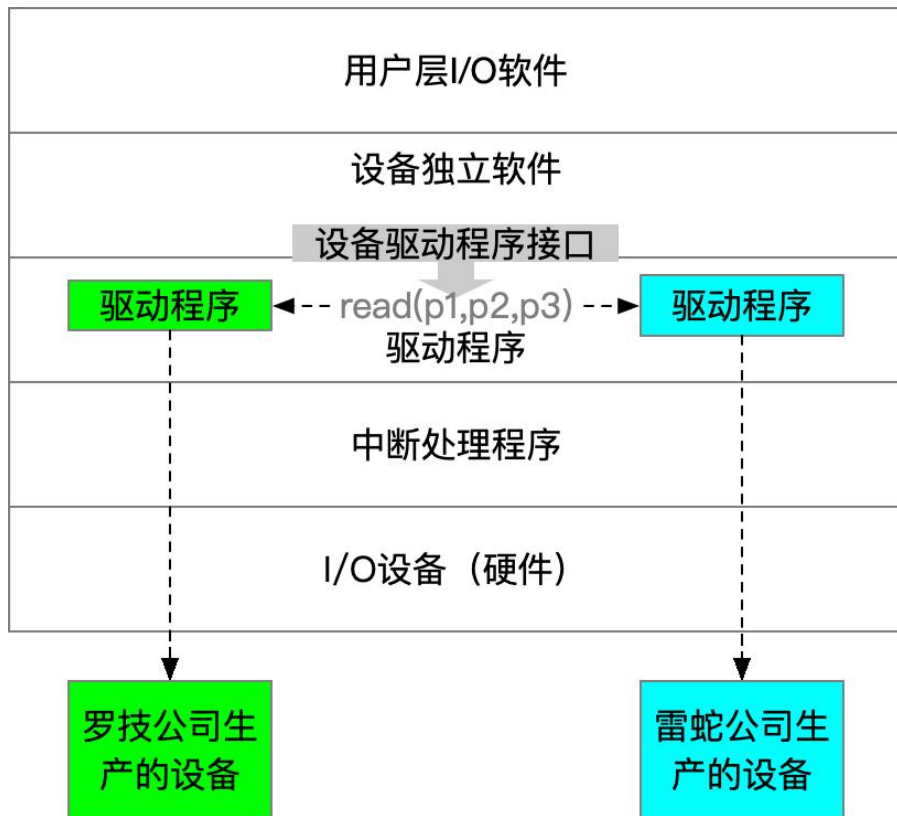 用户层I/O软件
设备独立软件
设备驱动程序接口
驱动程序
read(p1,p2,p3)
驱动程序
驱动程序
中断处理程序
I/O设备（硬件）
罗技公司生
产的设备
雷蛇公司生
产的设备